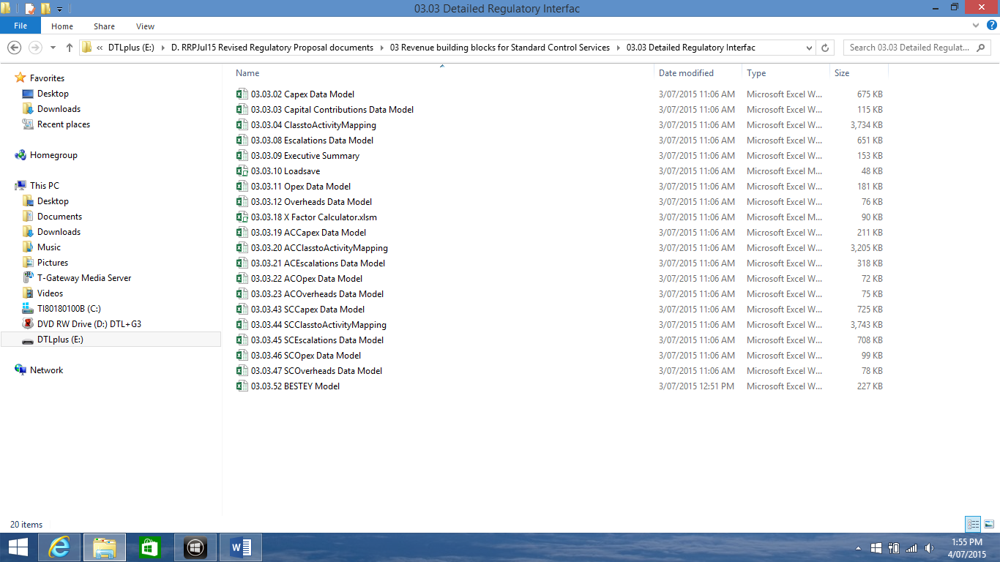 03.03 Detailed Regulatory Interfac
File Home Share View
« DTLplus (E:) D. RRPJul15 Revised Regulatory Proposal documents 03 Revenue building blocks for Standard Control Services 03.03 Detailed Regulatory Interfac Search 03.03 Detailed Regulat...
Favorites
Desktop
Downloads
Recent places
Homegroup
This PC
Desktop
Documents
Downloads
Music
Pictures
T-Gateway Media Server
Videos
TI80180100B (C:)
DVD RW Drive (D:) DTL+G3
DTLplus (E:)
Network
Name Date modified Type Size
03.03.02 Capex Data Model 3/07/2015 11:06 AM Microsoft Excel W... 675 KB
03.03.03 Capital Contributions Data Model 3/07/2015 11:06 AM Microsoft Excel W... 115 KB
03.03.04 ClasstoActivityMapping 3/07/2015 11:06 AM Microsoft Excel W... 3,734 KB
03.03.08 Escalations Data Model 3/07/2015 11:06 AM Microsoft Excel W... 651 KB
03.03.09 Executive Summary 3/07/2015 11:06 AM Microsoft Excel W... 153 KB
03.03.10 Loadsave 3/07/2015 11:06 AM Microsoft Excel M... 48 KB
03.03.11 Opex Data Model 3/07/2015 11:06 AM Microsoft Excel W... 181 KB
03.03.12 Overheads Data Model 3/07/2015 11:06 AM Microsoft Excel W... 76 KB
03.03.18 X Factor Calculator.xlsm 3/07/2015 11:06 AM Microsoft Excel M... 90 KB
03.03.19 ACCapex Data Model 3/07/2015 11:06 AM Microsoft Excel W... 211 KB
03.03.20 ACClasstoActivityMapping 3/07/2015 11:06 AM Microsoft Excel W... 3,205 KB
03.03.21 ACEscalations Data Model 3/07/2015 11:06 AM Microsoft Excel W... 318 KB
03.03.22 ACOpex Data Model 3/07/2015 11:06 AM Microsoft Excel W... 72 KB
03.03.23 ACOverheads Data Model 3/07/2015 11:06 AM Microsoft Excel W... 75 KB
03.03.43 SCCapex Data Model 3/07/2015 11:06 AM Microsoft Excel W... 725 KB
03.03.44 SCClasstoActivityMapping 3/07/2015 11:06 AM Microsoft Excel W... 3,743 KB
03.03.45 SCEscalations Data Model 3/07/2015 11:06 AM Microsoft Excel W... 708 KB
03.03.46 SCOpex Data Model 3/07/2015 11:06 AM Microsoft Excel W... 99 KB
03.03.47 SCOverheads Data Model 3/07/2015 11:06 AM Microsoft Excel W... 78 KB
03.03.52 BESTEY Model 3/07/2015 12:51 PM Microsoft Excel W... 227 KB
20 items
1:55 PM
4/07/2015